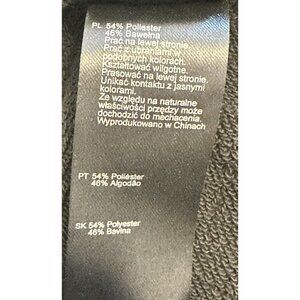 PL 54% Poliester
46% Bawełna
Prać na lewej stronie.
Prać z ubraniami w
podobnych kolorach.
Kształtować wilgotne.
Prasować na lewej stronie.
Unikać kontaktu z jasnymi
kolorami.
Ze względu na naturalne
właściwości przędzy może
dochodzić do mechacenia.
Wyprodukowano w Chinach
PT 54% Poliéster
46% Algodão
SK 54% Polyester
46% Bavlna